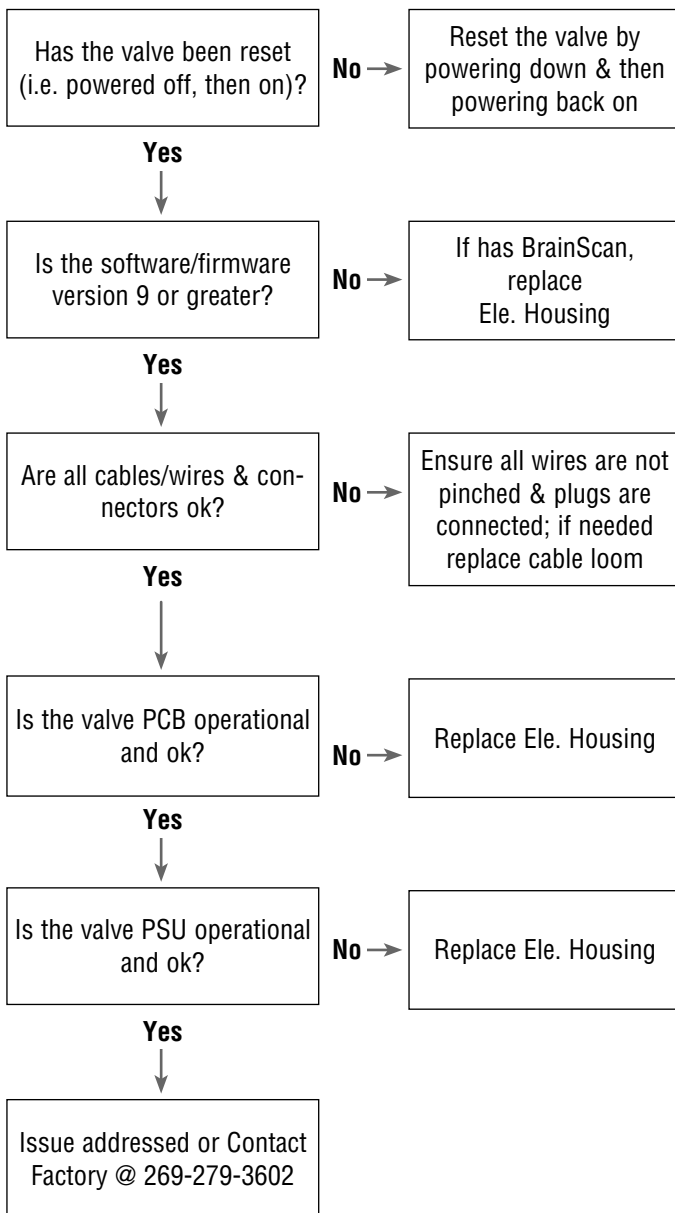 Has the valve been reset
(i.e. powered off, then on)?
No
Reset the valve by
powering down & then
powering back on
Yes
Is the software/firmware
version 9 or greater?
No
If has BrainScan,
replace
Ele. Housing
Yes
Are all cables/wires & con-
nectors ok?
No
Ensure all wires are not
pinched & plugs are
connected; if needed
replace cable loom
Yes
Is the valve PCB operational
and ok?
No
Replace Ele. Housing
Yes
Is the valve PSU operational
and ok?
No
Replace Ele. Housing
Yes
Issue addressed or Contact
Factory @ 269-279-3602